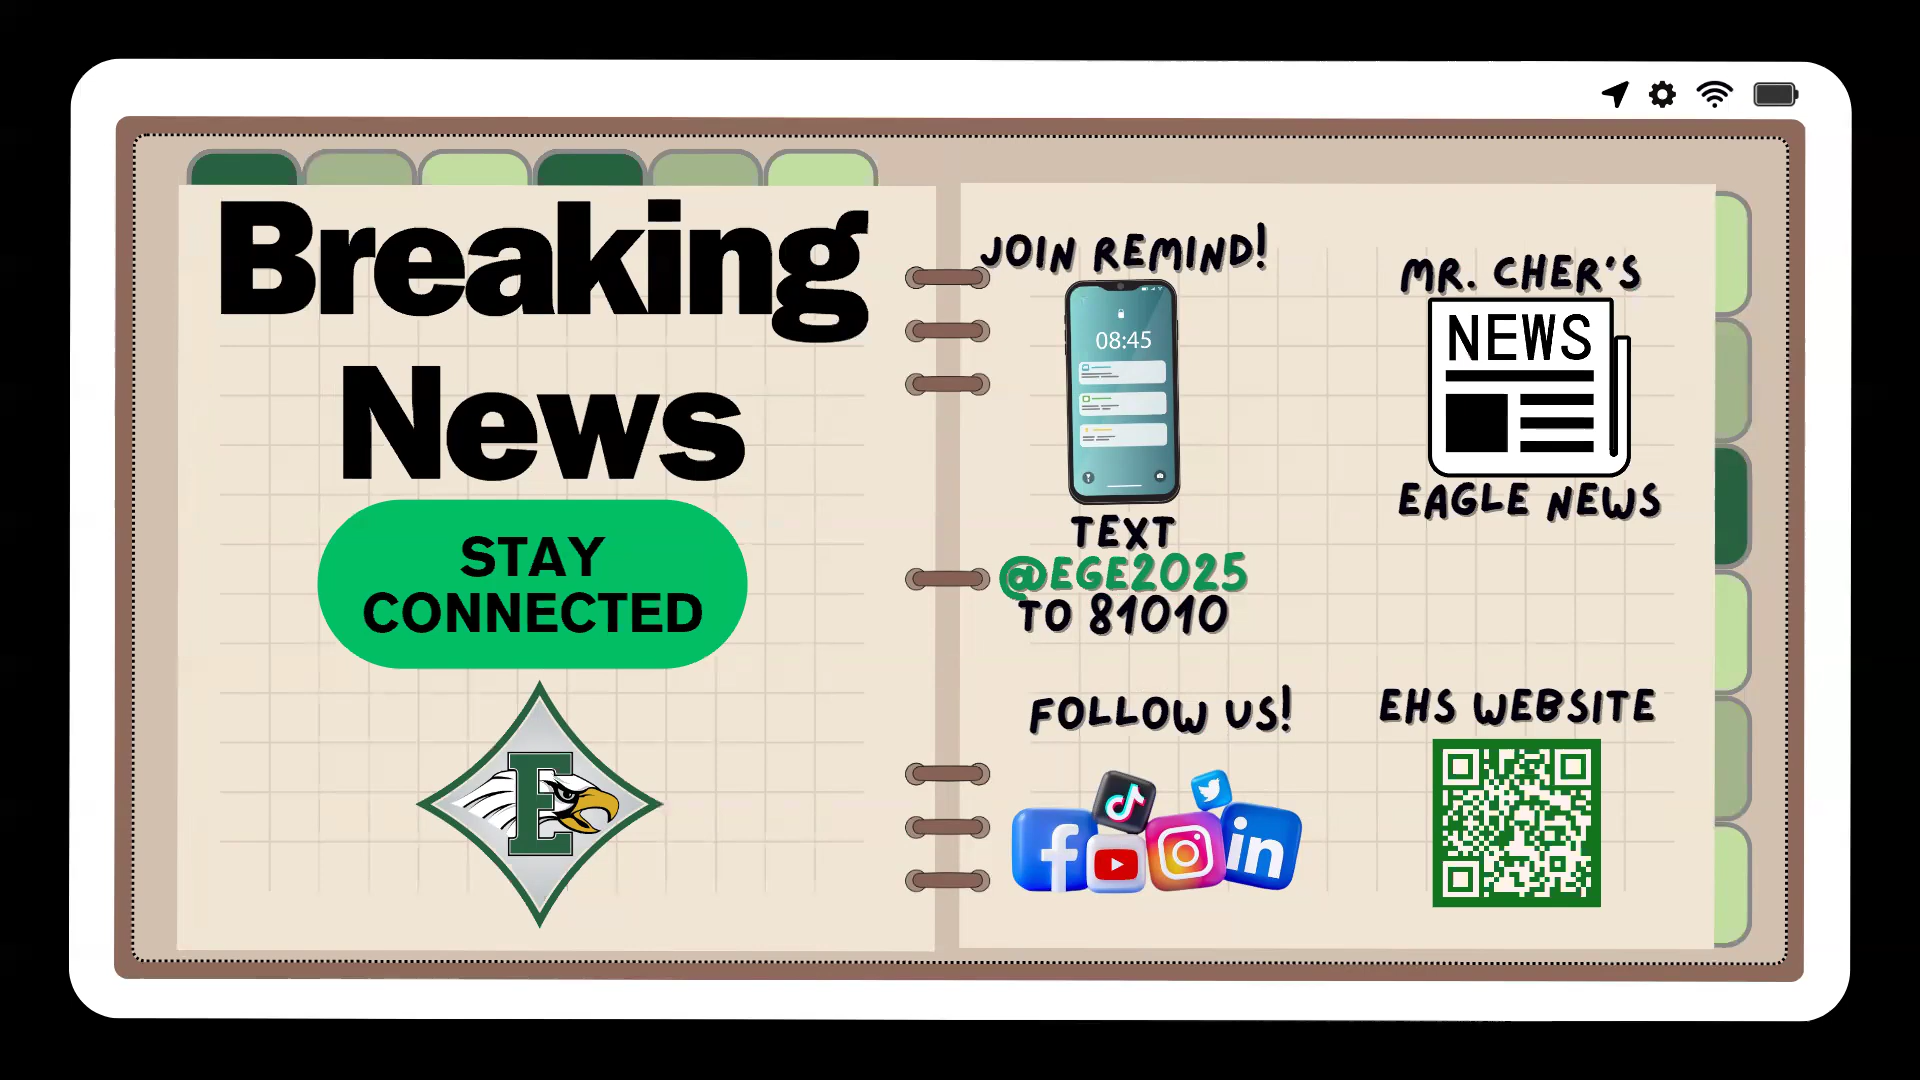 Breaking
News
STAY
CONNECTED
E
JOIN REMIND!
08:45
TEXT
@EGE2025
TO 81010
MR. CHER'S
NEWS
EAGLE NEWS
FOLLOW US!
f
in
EHS WEBSITE